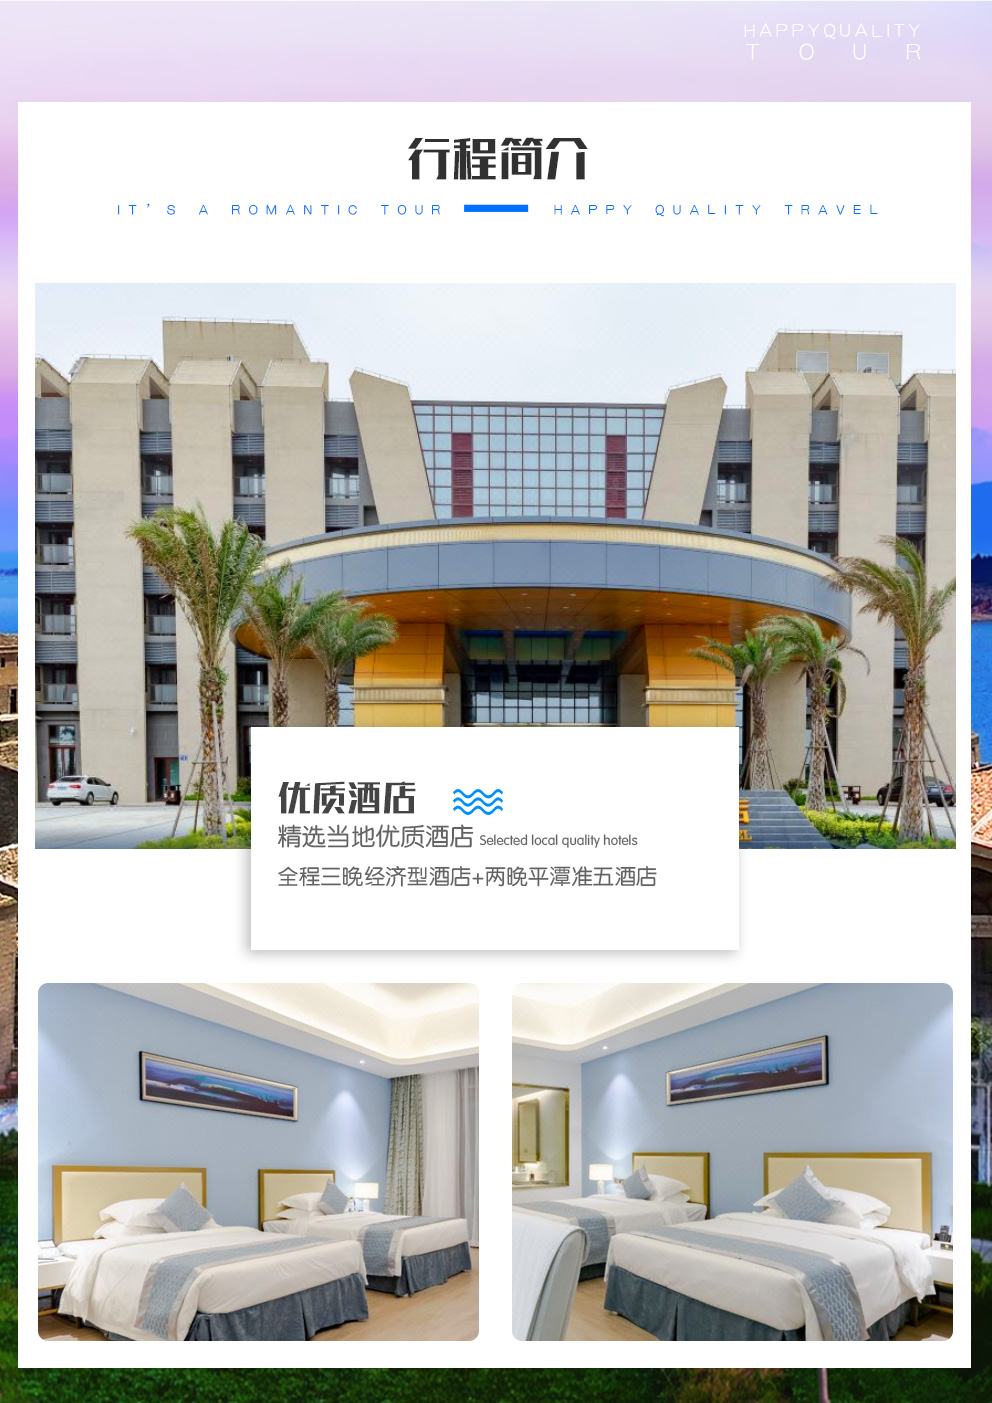 HAPPYQUALITY
TOUR
行程简介
IT'S A ROMANTIC TOUR HAPPY QUALITY TRAVEL
优质酒店
精选当地优质酒店 Selected local quality hotels
全程三晚经济型酒店+两晚平潭准五酒店